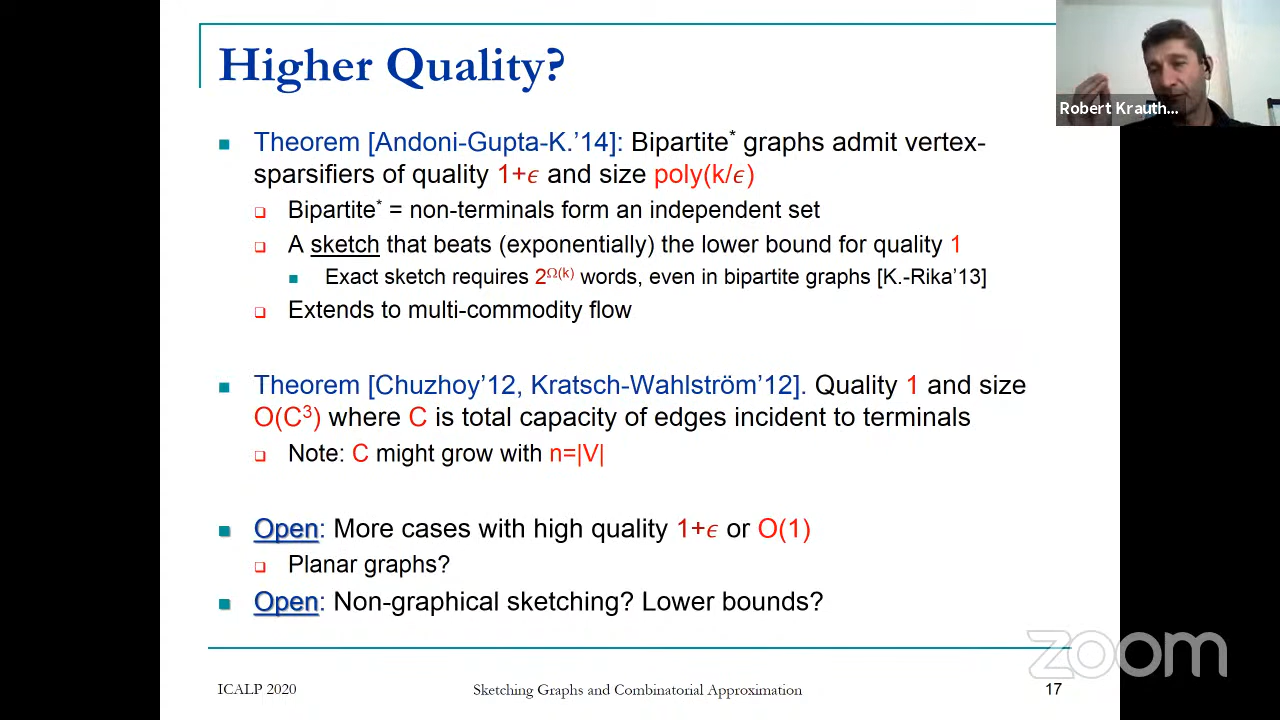 Higher Quality?
Robert Krauth...
Theorem [Andoni-Gupta-K.'14]: Bipartite* graphs admit vertex-
sparsifiers of quality 1+ϵ and size poly(k/ϵ)
Bipartite* = non-terminals form an independent set
A sketch that beats (exponentially) the lower bound for quality 1
Exact sketch requires 2^Ω(k) words, even in bipartite graphs [K.-Rika'13]
Extends to multi-commodity flow
Theorem [Chuzhoy'12, Kratsch-Wahlström'12]. Quality 1 and size
O(C³) where C is total capacity of edges incident to terminals
Note: C might grow with n=|V|
Open: More cases with high quality 1+ϵ or O(1)
Planar graphs?
Open: Non-graphical sketching? Lower bounds?
zoom
ICALP 2020
Sketching Graphs and Combinatorial Approximation
17